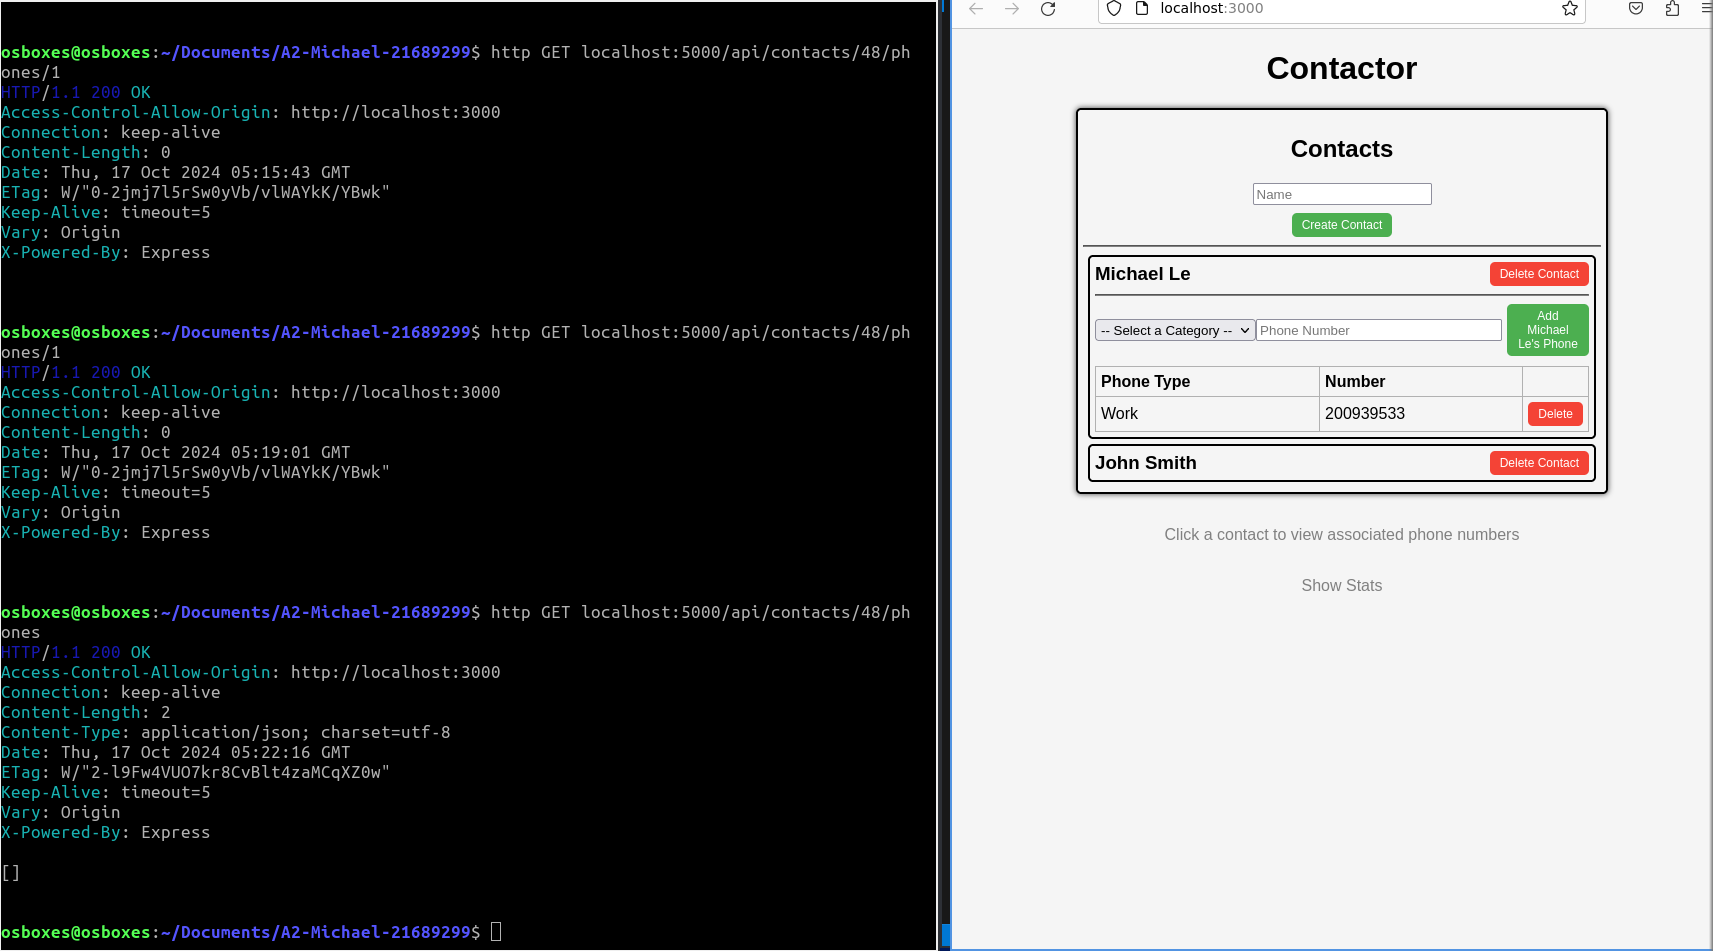 osboxes@osboxes:~/Documents/A2-Michael-21689299$ http GET localhost:5000/api/contacts/48/ph
ones/1
HTTP/1.1 200 OK
Access-Control-Allow-Origin: http://localhost:3000
Connection: keep-alive
Content-Length: 0
Date: Thu, 17 Oct 2024 05:15:43 GMT
ETag: W/"0-2jmj7l5rSw0yVb/vlWAYkK/YBwk"
Keep-Alive: timeout=5
Vary: Origin
X-Powered-By: Express
osboxes@osboxes:~/Documents/A2-Michael-21689299$ http GET localhost:5000/api/contacts/48/ph
ones/1
HTTP/1.1 200 OK
Access-Control-Allow-Origin: http://localhost:3000
Connection: keep-alive
Content-Length: 0
Date: Thu, 17 Oct 2024 05:19:01 GMT
ETag: W/"0-2jmj7l5rSw0yVb/vlWAYkK/YBwk"
Keep-Alive: timeout=5
Vary: Origin
X-Powered-By: Express
osboxes@osboxes:~/Documents/A2-Michael-21689299$ http GET localhost:5000/api/contacts/48/ph
ones
HTTP/1.1 200 OK
Access-Control-Allow-Origin: http://localhost:3000
Connection: keep-alive
Content-Length: 2
Content-Type: application/json; charset=utf-8
Date: Thu, 17 Oct 2024 05:22:16 GMT
ETag: W/"2-l9Fw4VUO7kr8CvBlt4zaMCqXZ0w"
Keep-Alive: timeout=5
Vary: Origin
X-Powered-By: Express
[]
osboxes@osboxes:~/Documents/A2-Michael-21689299$
localhost:3000
Contactor
Contacts
Name
Create Contact
Michael Le
Delete Contact
-- Select a Category --
Phone Number
Add
Michael
Le's Phone
Phone Type
Number
Work
200939533
Delete
John Smith
Delete Contact
Click a contact to view associated phone numbers
Show Stats